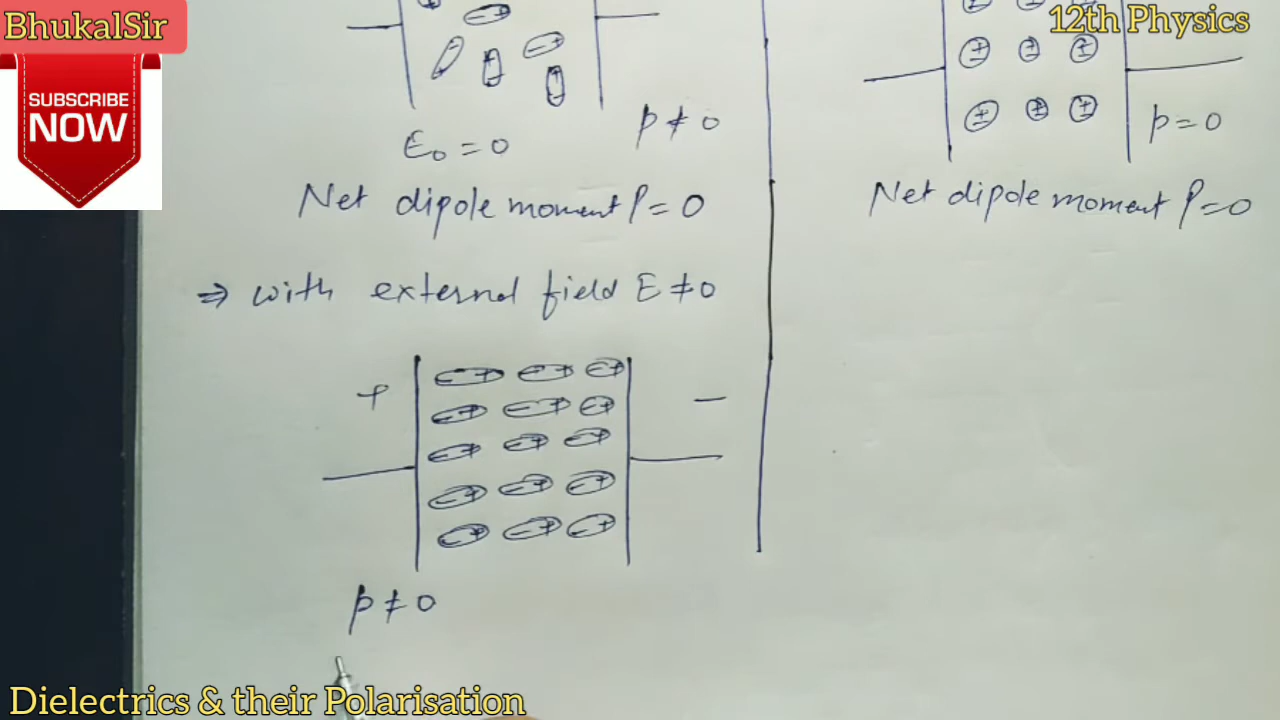 BhukalSir
12th Physics
SUBSCRIBE
NOW
E₀ = 0
p ≠ 0
p = 0
Net dipole moment P = 0
Net dipole moment P = 0
⇒ with external field E ≠ 0
+
−
p ≠ 0
Dielectrics & their Polarisation